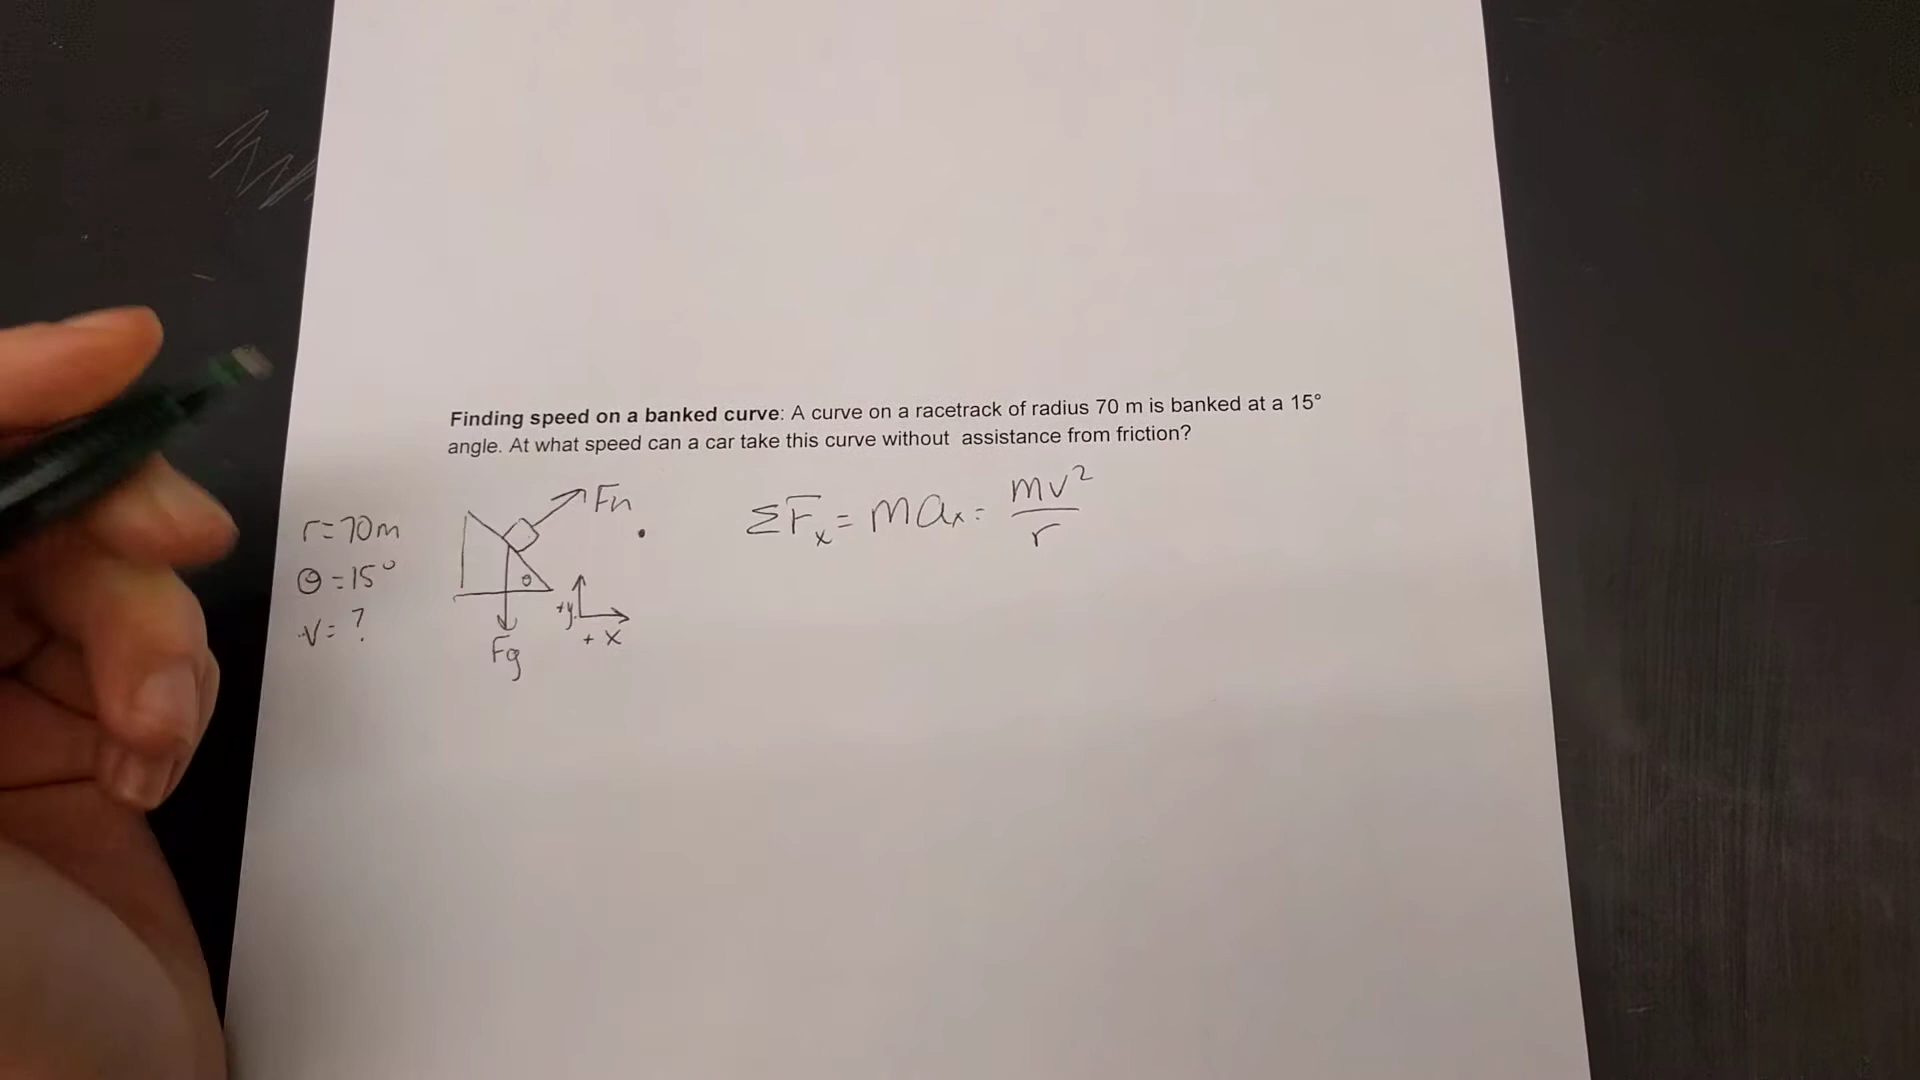 Finding speed on a banked curve: A curve on a racetrack of radius 70 m is banked at a 15°
angle. At what speed can a car take this curve without assistance from friction?
r=70m
θ=15°
v=?
Fn
θ
Fg
+y
+x
ΣFx = max = mv²/r